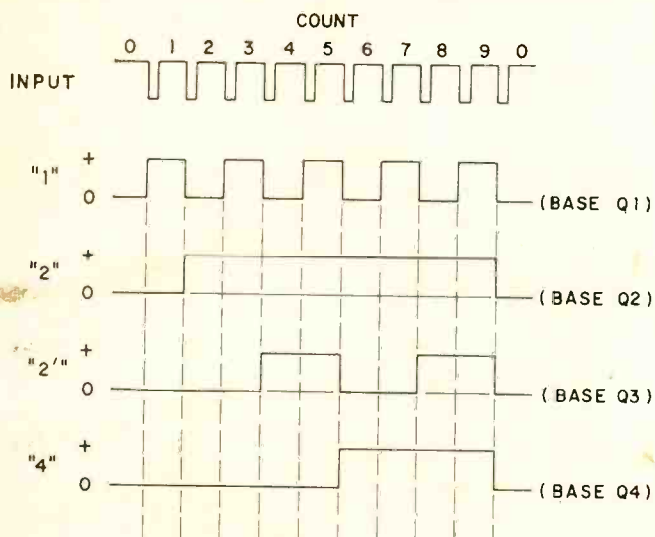 COUNT
0 1 2 3 4 5 6 7 8 9 0
INPUT
"1" + 0 (BASE Q1)
"2" + 0 (BASE Q2)
"2'" + 0 (BASE Q3)
"4" + 0 (BASE Q4)